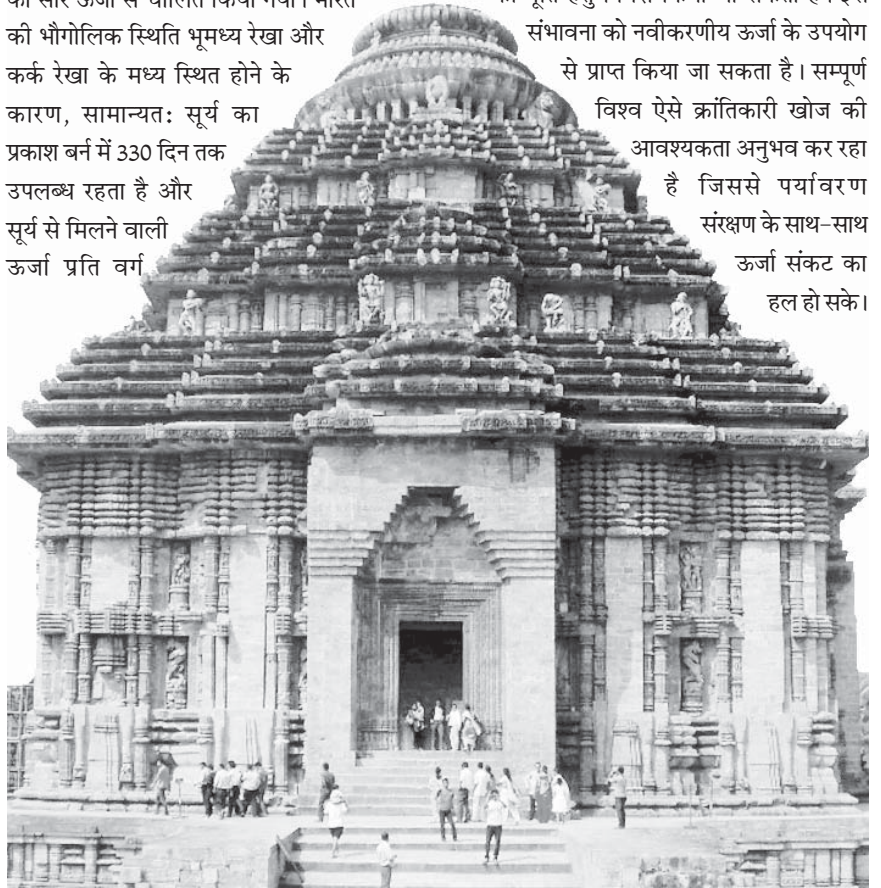 की भौगोलिक स्थिति भूमध्य रेखा और
कर्क रेखा के मध्य स्थित होने के
कारण, सामान्यत: सूर्य का
प्रकाश बर्न में 330 दिन तक
उपलब्ध रहता है और
सूर्य से मिलने वाली
ऊर्जा प्रति वर्ग
संभावना को नवीकरणीय ऊर्जा के उपयोग
से प्राप्त किया जा सकता है। सम्पूर्ण
विश्व ऐसे क्रांतिकारी खोज की
आवश्यकता अनुभव कर रहा
है जिससे पर्यावरण
संरक्षण के साथ-साथ
ऊर्जा संकट का
हल हो सके।